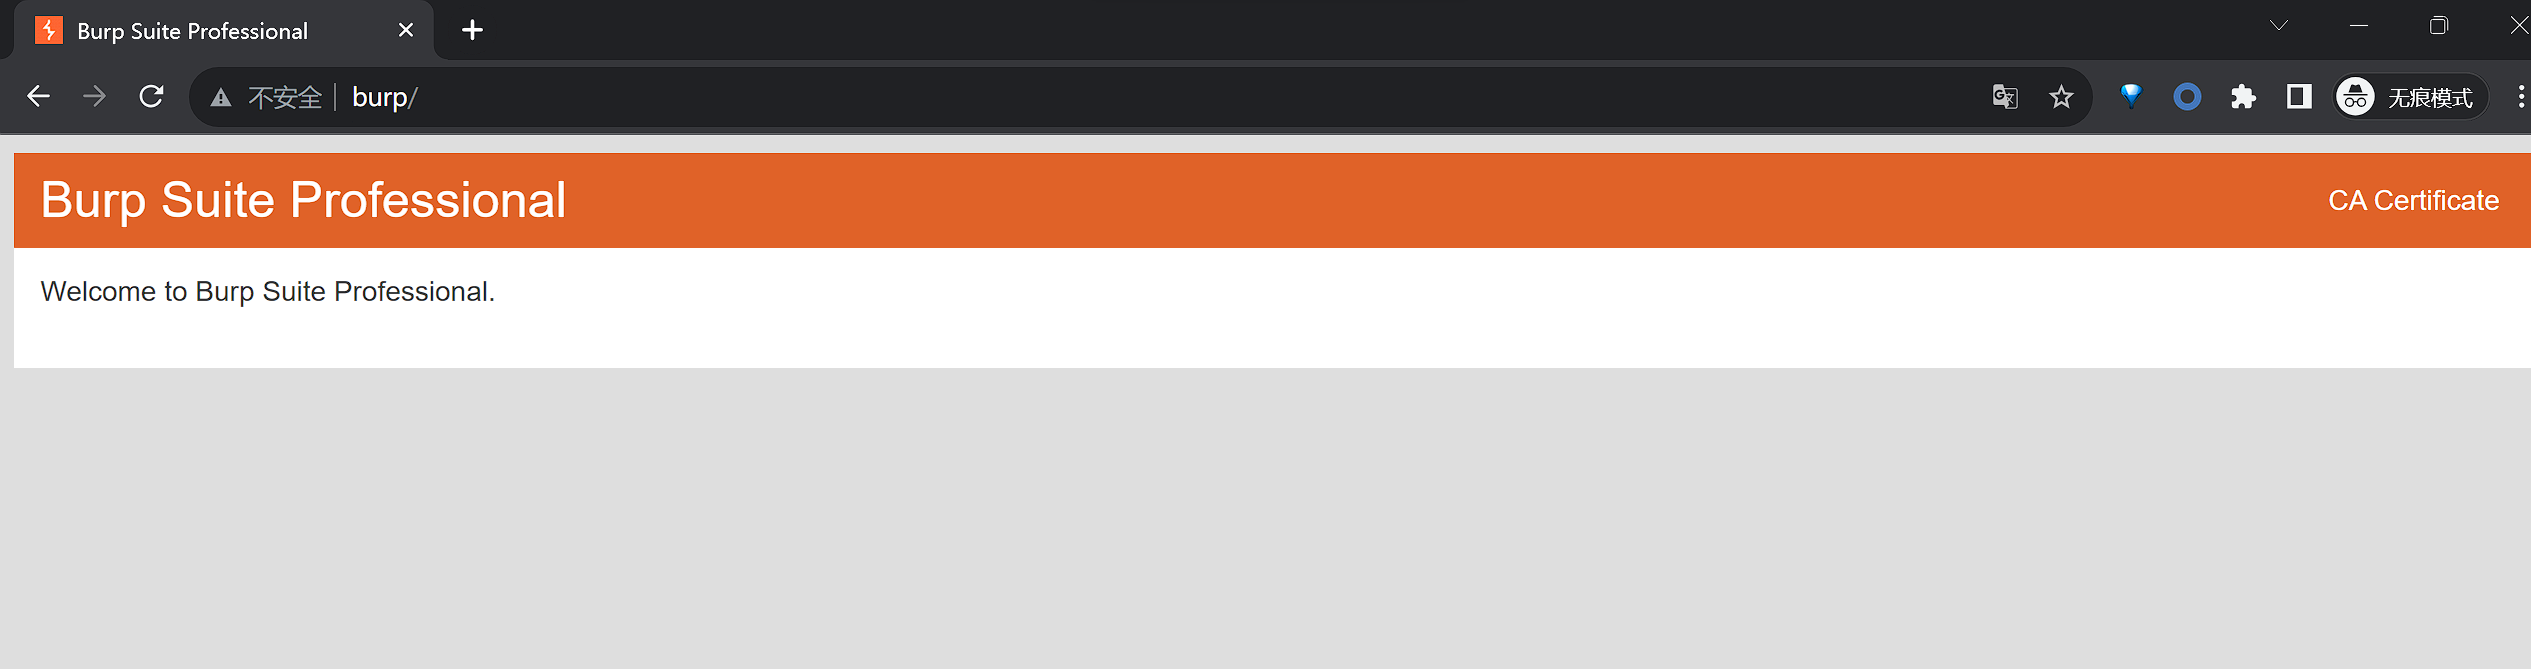 Burp Suite Professional
不安全 burp/
无痕模式
Burp Suite Professional
CA Certificate
Welcome to Burp Suite Professional.